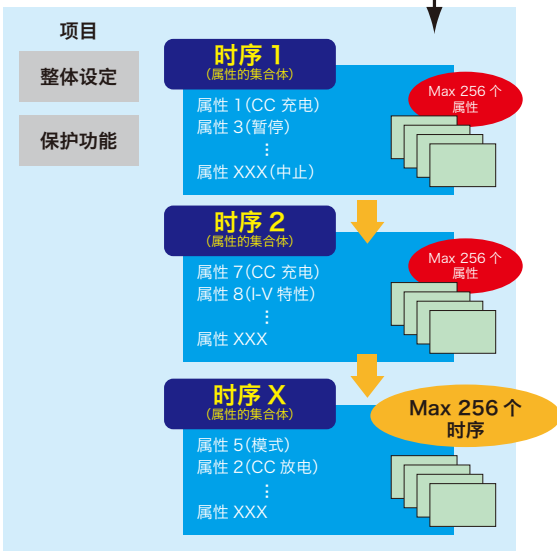 项目
整体设定
保护功能
时序 1
(属性的集合体)
属性 1(CC 充电)
属性 3(暂停)
⋮
属性 XXX(中止)
Max 256 个
属性
时序 2
(属性的集合体)
属性 7(CC 充电)
属性 8(I-V 特性)
⋮
属性 XXX
Max 256 个
属性
时序 X
(属性的集合体)
属性 5(模式)
属性 2(CC 放电)
⋮
属性 XXX
Max 256 个
时序